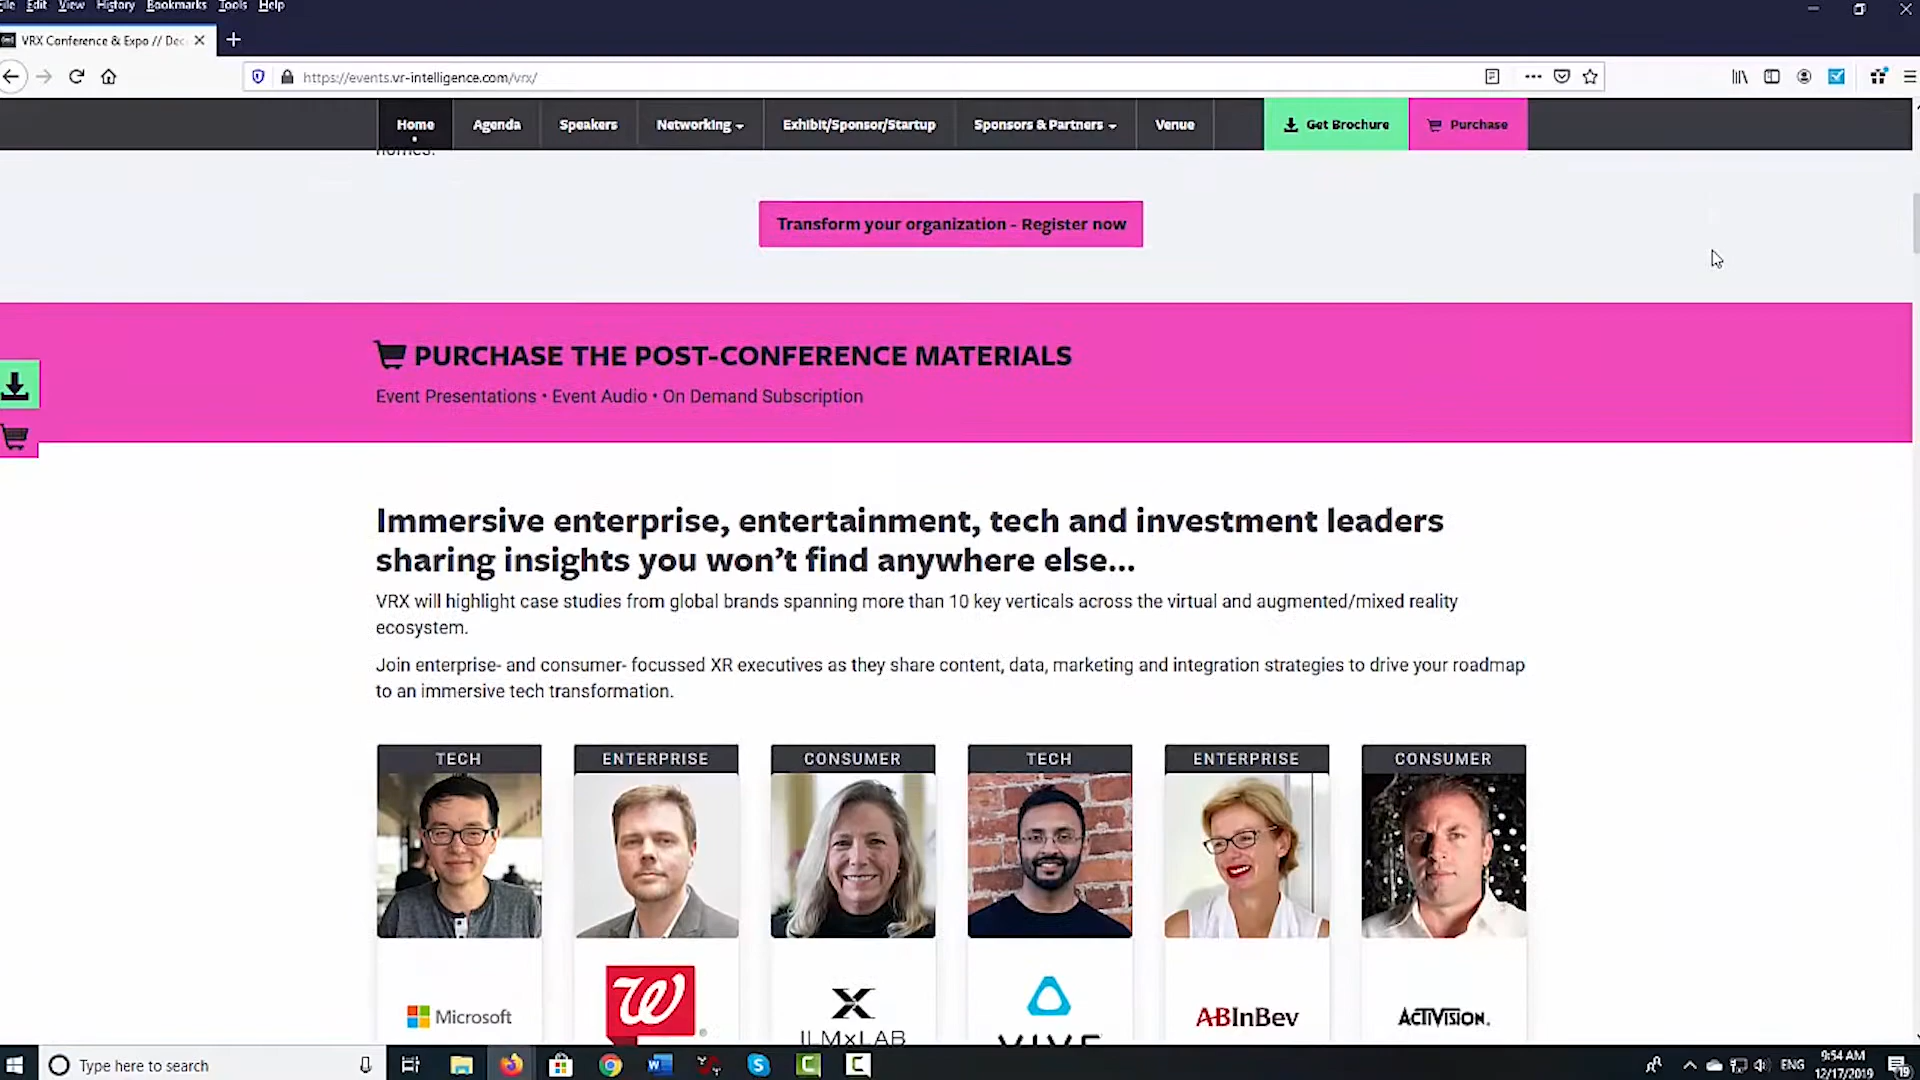 File Edit View History Bookmarks Tools Help
VRX Conference & Expo // Dec
https://events.vr-intelligence.com/vrx/
Home Agenda Speakers Networking Exhibit/Sponsor/Startup Sponsors & Partners Venue Get Brochure Purchase
homes.
Transform your organization - Register now
PURCHASE THE POST-CONFERENCE MATERIALS
Event Presentations • Event Audio • On Demand Subscription
Immersive enterprise, entertainment, tech and investment leaders
sharing insights you won't find anywhere else...
VRX will highlight case studies from global brands spanning more than 10 key verticals across the virtual and augmented/mixed reality
ecosystem.
Join enterprise- and consumer- focussed XR executives as they share content, data, marketing and integration strategies to drive your roadmap
to an immersive tech transformation.
TECH ENTERPRISE CONSUMER TECH ENTERPRISE CONSUMER
Microsoft W ILMxLAB VIVE ABInBev ACTIVISION.
Type here to search
ENG
9:54 AM
12/17/2019
19